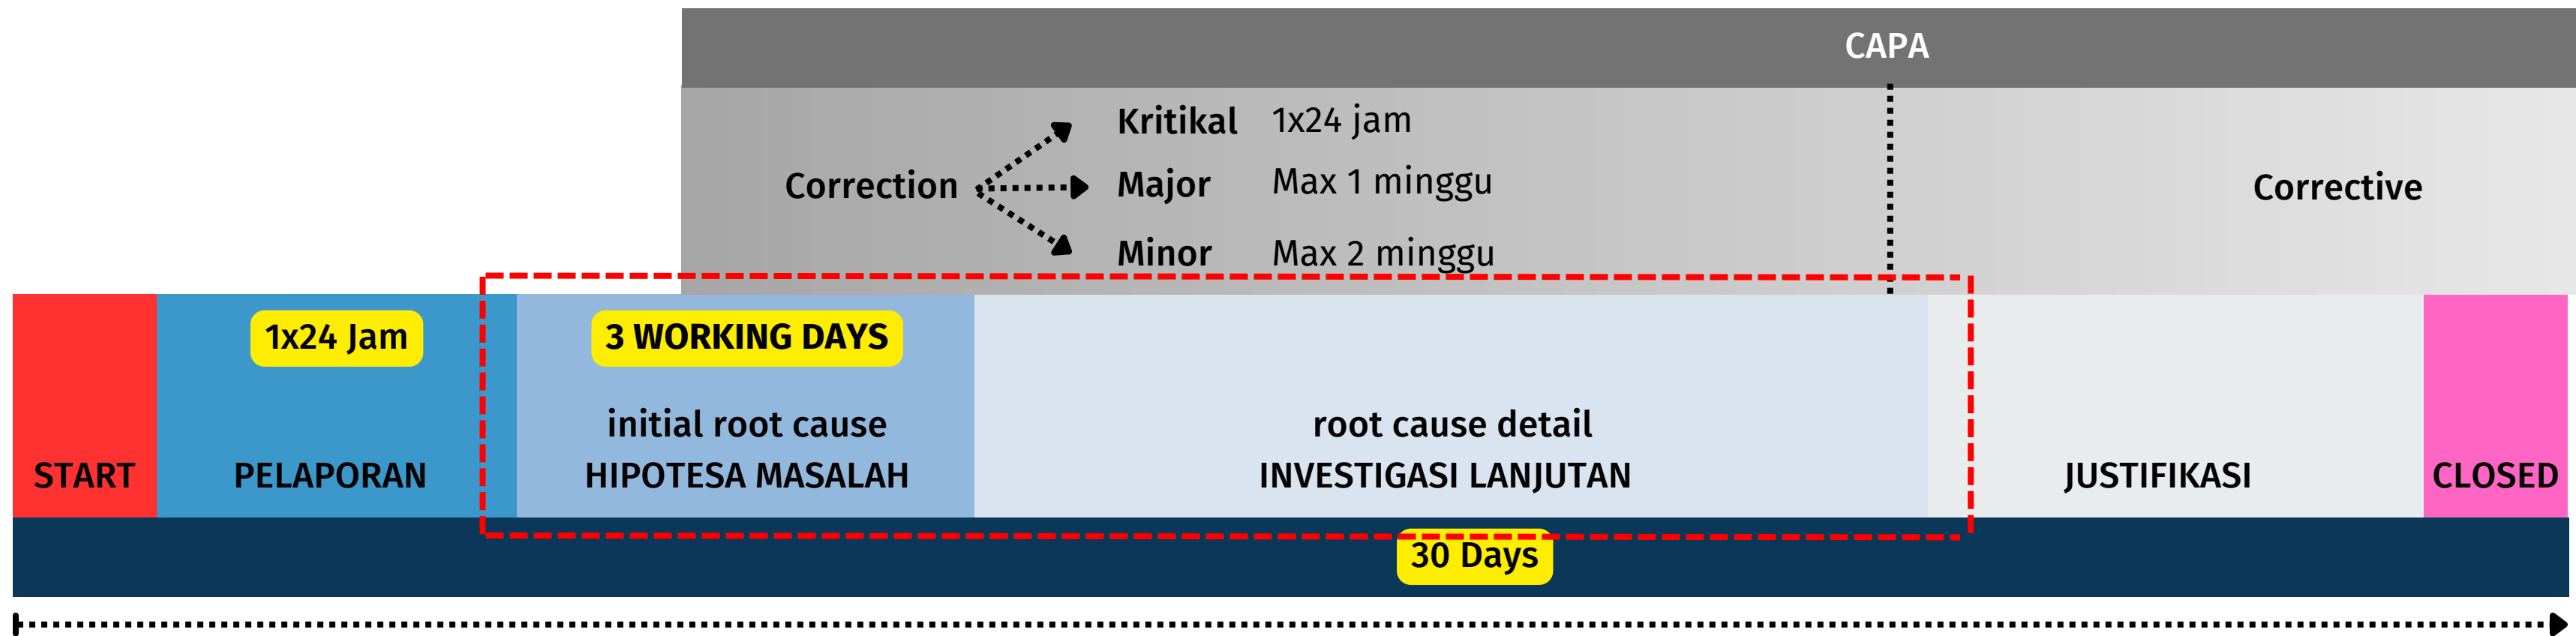 CAPA
Correction
Kritikal 1x24 jam
Major Max 1 minggu
Minor Max 2 minggu
Corrective
START
1x24 Jam
PELAPORAN
3 WORKING DAYS
initial root cause
HIPOTESA MASALAH
root cause detail
INVESTIGASI LANJUTAN
JUSTIFIKASI
CLOSED
30 Days